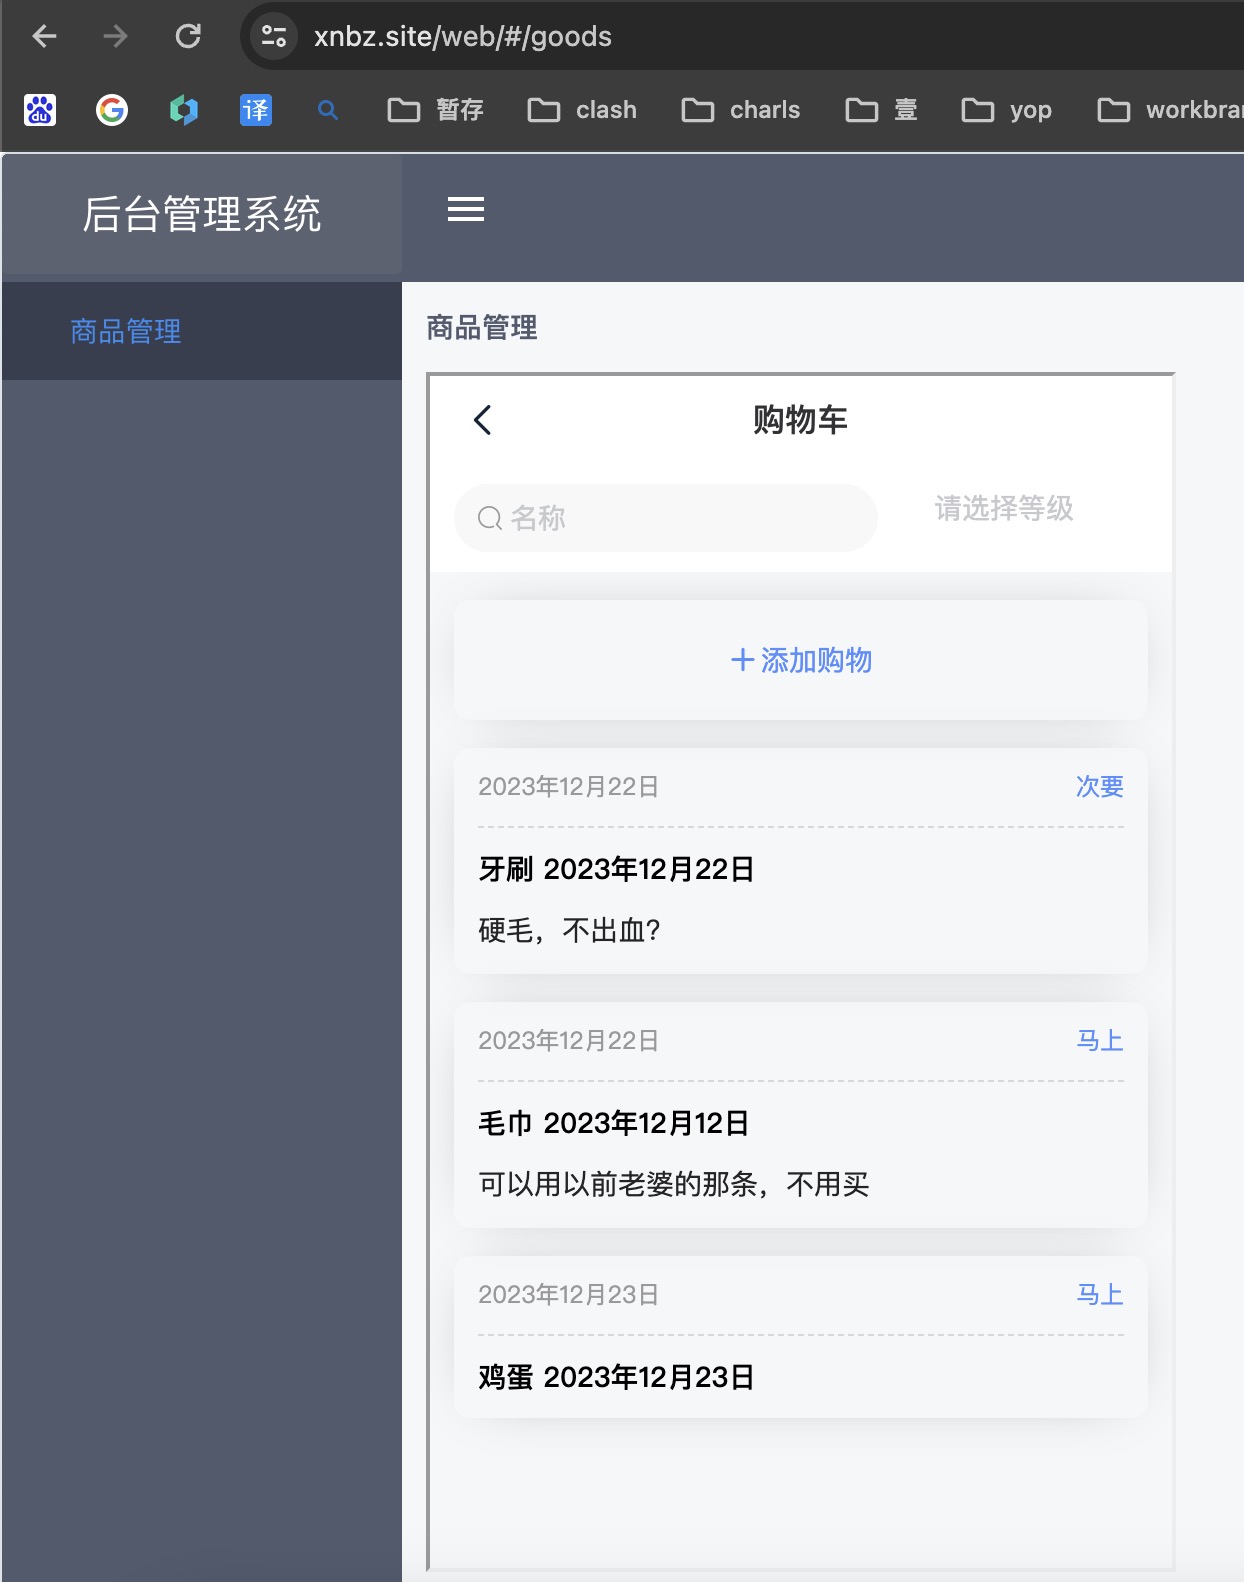 xnbz.site/web/#/goods
du 译 暂存 clash charls 壹 yop workbrar
后台管理系统
商品管理
商品管理
购物车
名称 请选择等级
+添加购物
2023年12月22日 次要
牙刷 2023年12月22日
硬毛，不出血？
2023年12月22日 马上
毛巾 2023年12月12日
可以用以前老婆的那条，不用买
2023年12月23日 马上
鸡蛋 2023年12月23日